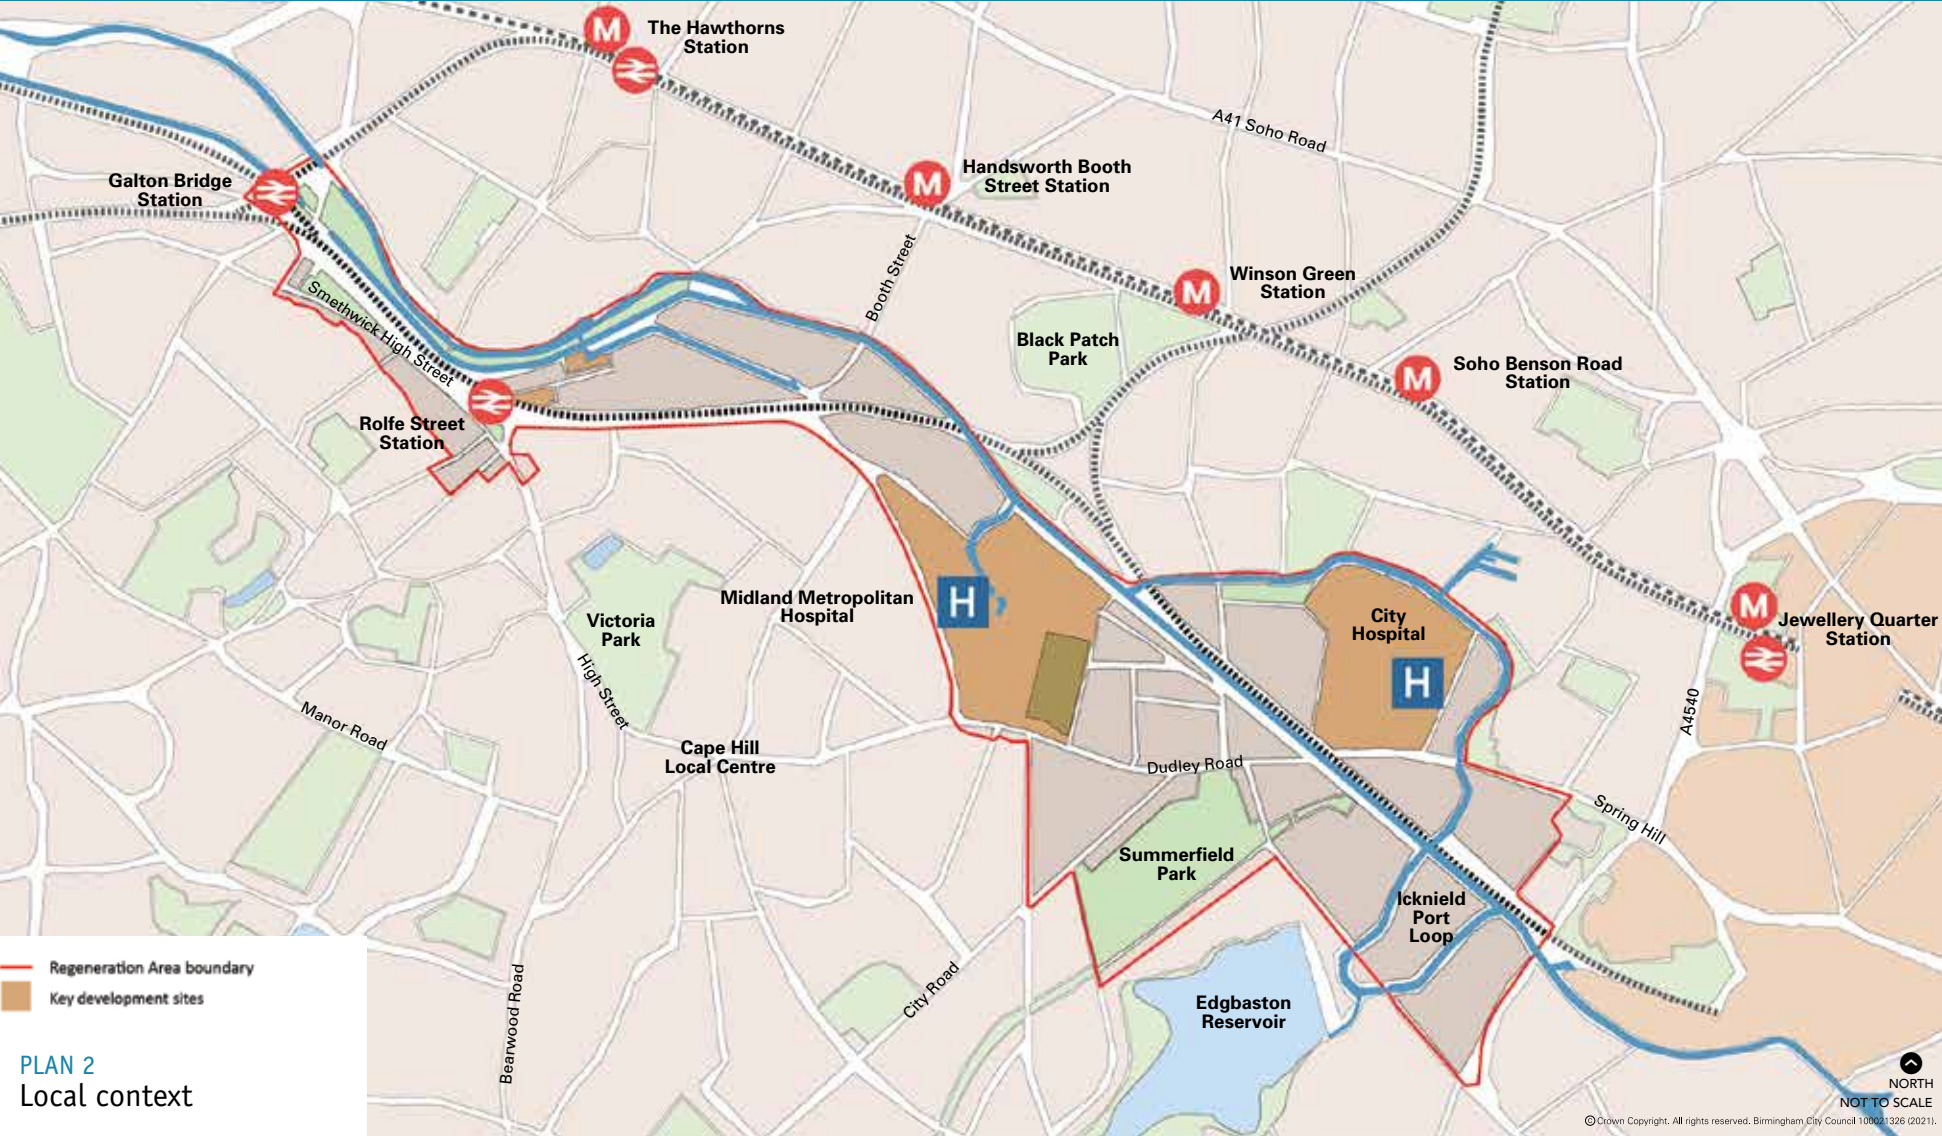 M
The Hawthorns
Station
A41 Soho Road
Galton Bridge
Station
M
Handsworth Booth
Street Station
Booth Street
M
Winson Green
Station
Smethwick High Street
Black Patch
Park
M
Soho Benson Road
Station
Rolfe Street
Station
Midland Metropolitan
Hospital
H
Victoria
Park
High Street
City
Hospital
H
M
Jewellery Quarter
Station
A4540
Manor Road
Cape Hill
Local Centre
Dudley Road
Spring Hill
Summerfield
Park
Icknield
Port
Loop
City Road
Bearwood Road
Edgbaston
Reservoir
Regeneration Area boundary
Key development sites
PLAN 2
Local context
NORTH
NOT TO SCALE
© Crown Copyright. All rights reserved. Birmingham City Council 100021326 (2021).